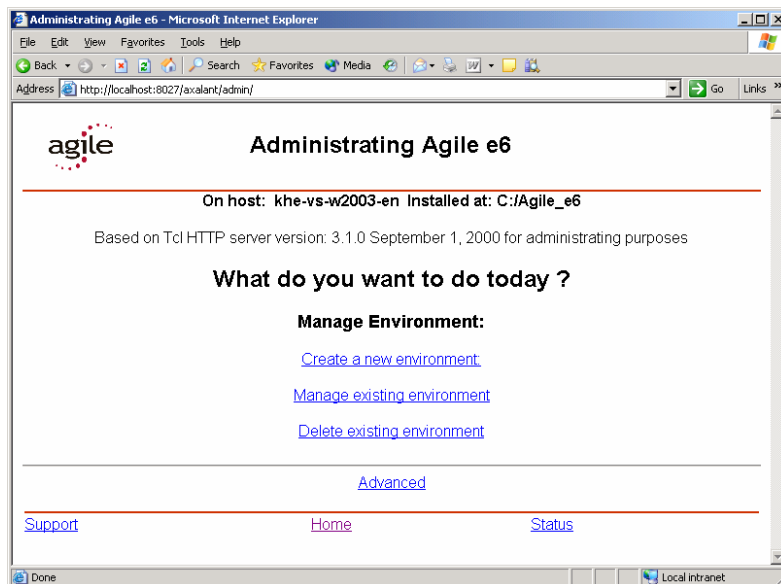 Administrating Agile e6 - Microsoft Internet Explorer
File Edit View Favorites Tools Help
Back Search Favorites Media
Address http://localhost:8027/axalant/admin/ Go Links »
agile Administrating Agile e6
On host: khe-vs-w2003-en Installed at: C:/Agile_e6
Based on Tcl HTTP server version: 3.1.0 September 1, 2000 for administrating purposes
What do you want to do today ?
Manage Environment:
Create a new environment:
Manage existing environment
Delete existing environment
Advanced
Support Home Status
Done Local intranet